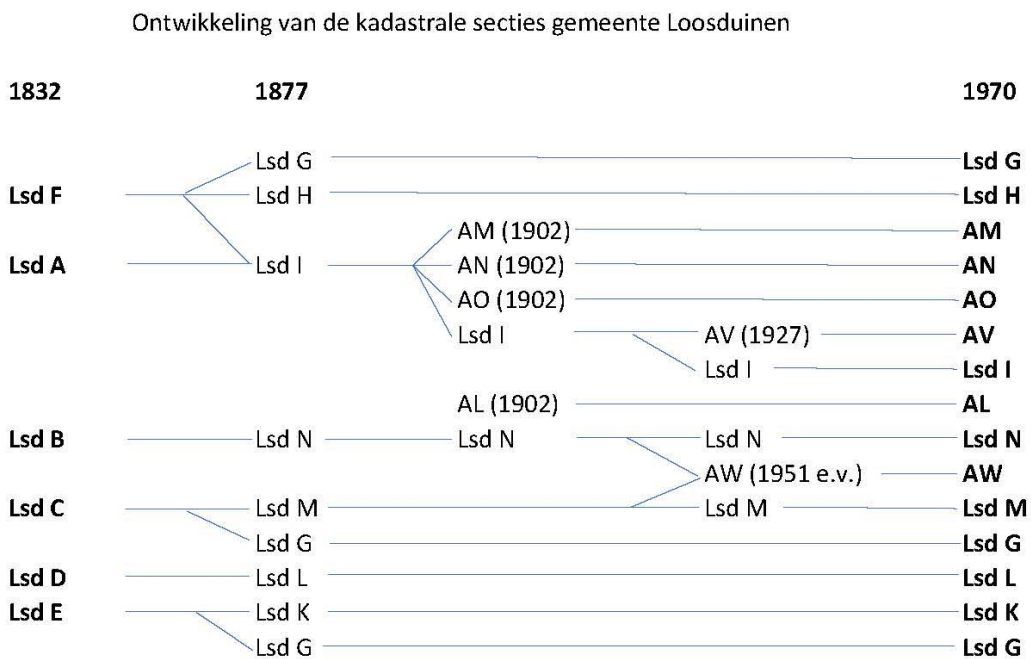 Ontwikkeling van de kadastrale secties gemeente Loosduinen
1832 1877 1970
Lsd G Lsd G
Lsd F Lsd H Lsd H
AM (1902) AM
Lsd A Lsd I AN (1902) AN
AO (1902) AO
Lsd I AV (1927) AV
Lsd I Lsd I
AL (1902) AL
Lsd B Lsd N Lsd N Lsd N Lsd N
AW (1951 e.v.) AW
Lsd C Lsd M Lsd M Lsd M
Lsd G Lsd G
Lsd D Lsd L Lsd L
Lsd E Lsd K Lsd K
Lsd G Lsd G